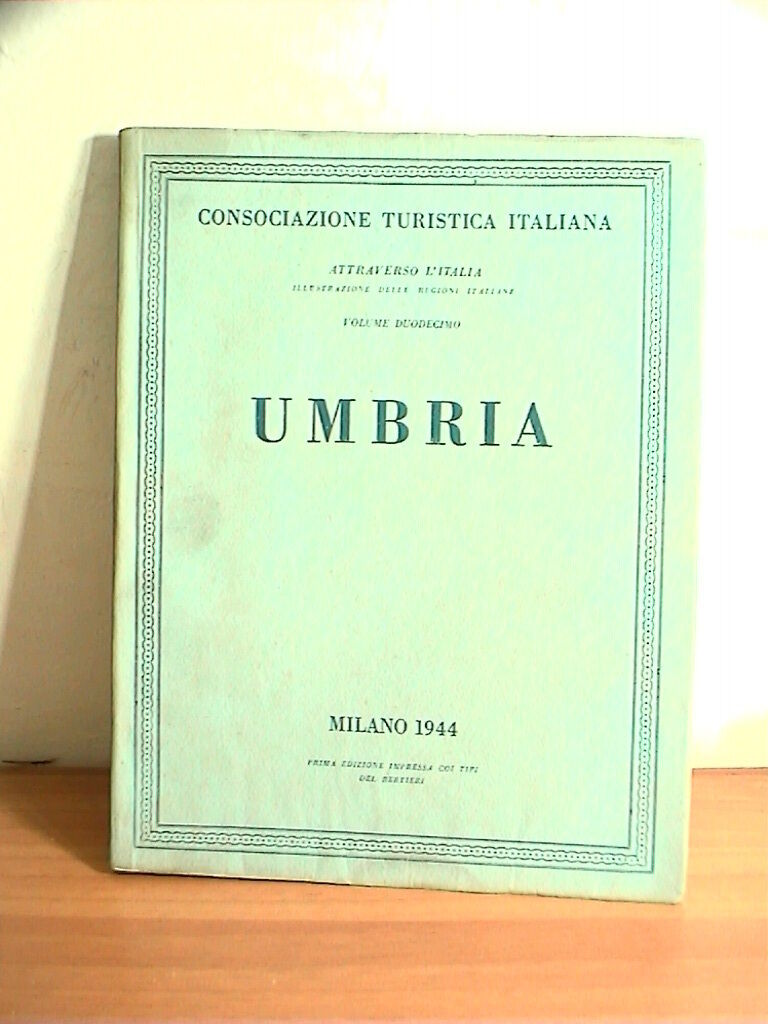 CONSOCIAZIONE TURISTICA ITALIANA
ATTRAVERSO L'ITALIA
ILLUSTRAZIONE DELLE REGIONI ITALIANE
VOLUME DUODECIMO
UMBRIA
MILANO 1944
PRIMA EDIZIONE IMPRESSA COI TIPI
DEL BERTIERI